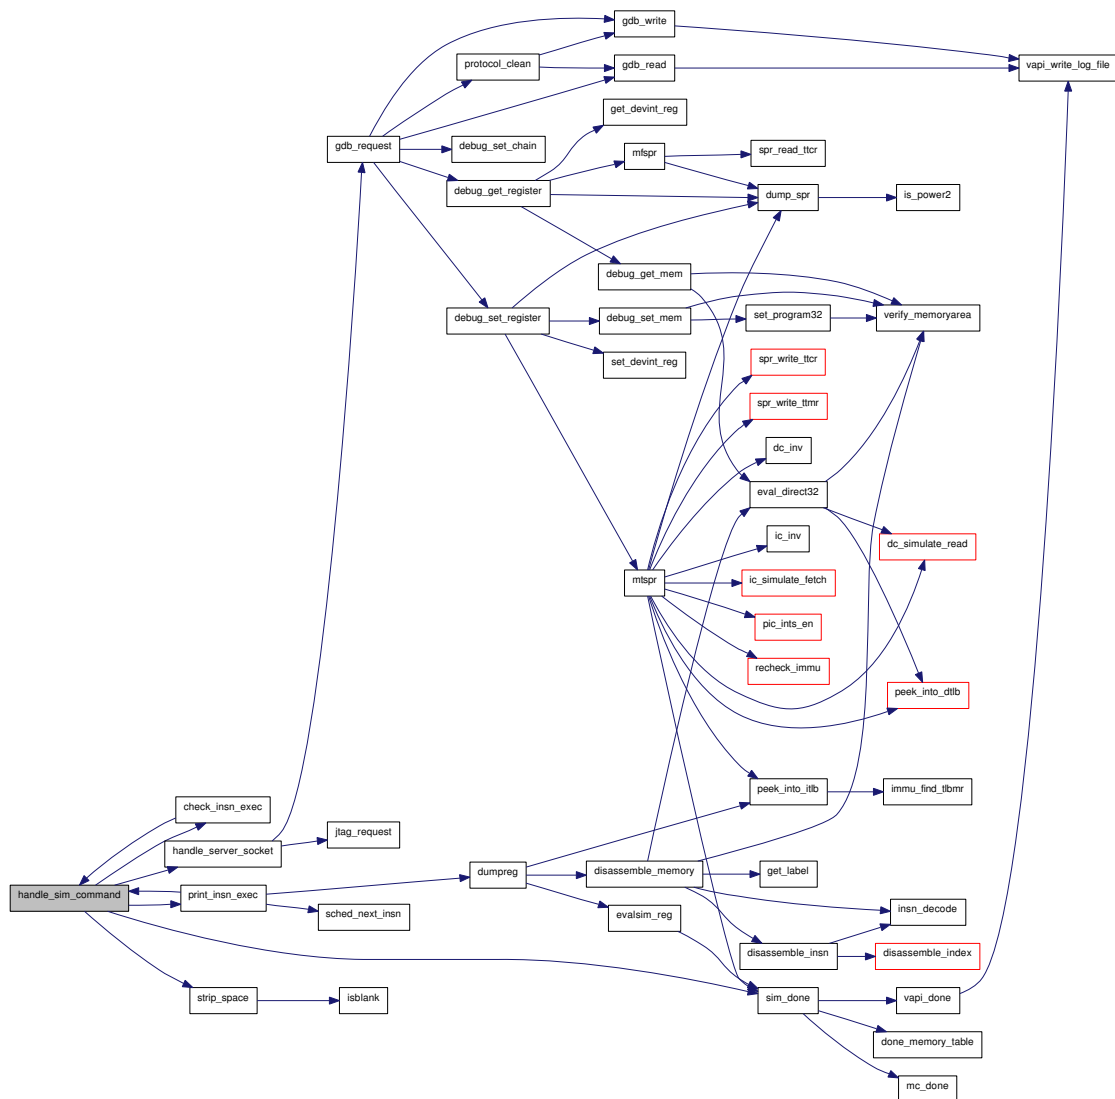 gdb_write
protocol_clean
gdb_read
vapi_write_log_file
get_devint_reg
gdb_request
debug_set_chain
mfspr
spr_read_ttcr
debug_get_register
dump_spr
is_power2
debug_get_mem
debug_set_register
debug_set_mem
set_program32
verify_memoryarea
set_devint_reg
spr_write_ttcr
spr_write_ttmr
dc_inv
eval_direct32
ic_inv
dc_simulate_read
mtspr
ic_simulate_fetch
pic_ints_en
recheck_immu
peek_into_dtlb
peek_into_itlb
immu_find_tlbmr
check_insn_exec
jtag_request
handle_server_socket
dumpreg
disassemble_memory
get_label
handle_sim_command
print_insn_exec
sched_next_insn
evalsim_reg
insn_decode
disassemble_insn
disassemble_index
strip_space
isblank
sim_done
vapi_done
done_memory_table
mc_done